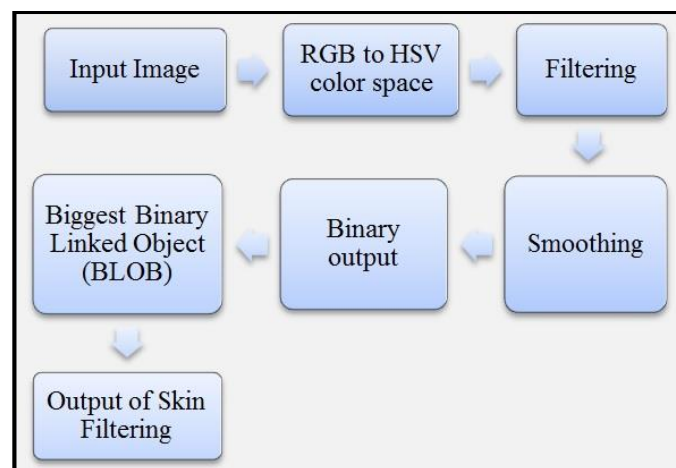 Input Image
RGB to HSV
color space
Filtering
Smoothing
Binary
output
Biggest Binary
Linked Object
(BLOB)
Output of Skin
Filtering